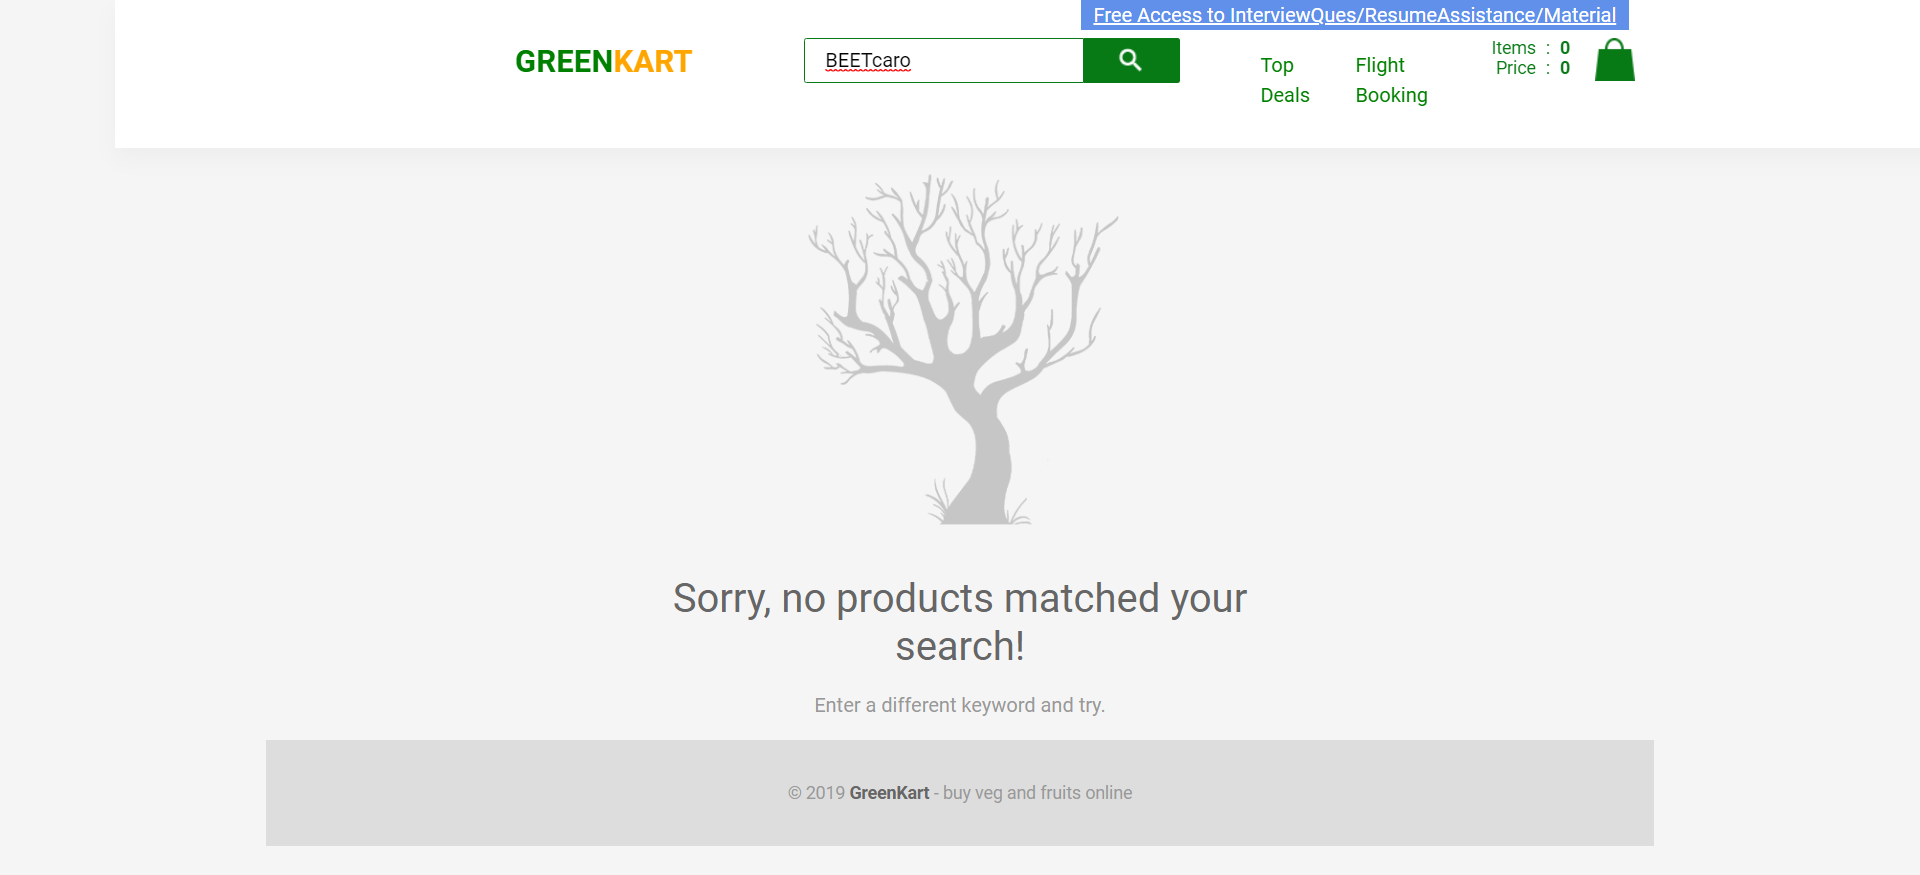 Free Access to InterviewQues/ResumeAssistance/Material
GREENKART
BEETcaro
Top Deals
Flight Booking
Items : 0
Price : 0
Sorry, no products matched your
search!
Enter a different keyword and try.
© 2019 GreenKart - buy veg and fruits online